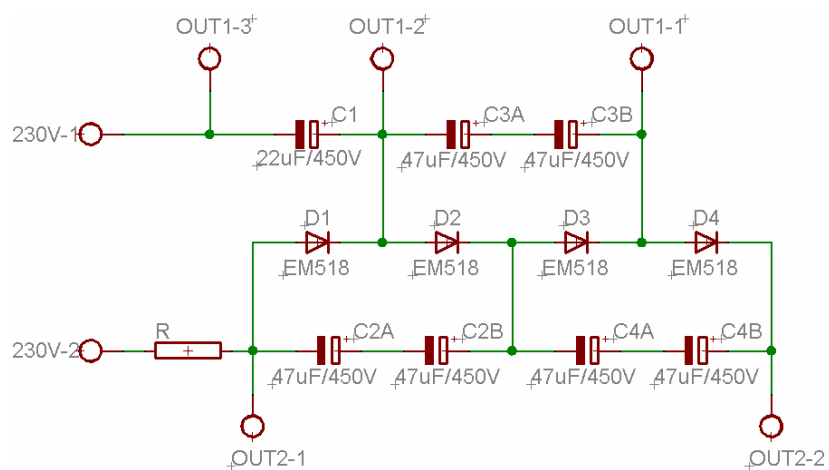 OUT1-3 OUT1-2 OUT1-1
230V-1 C1 C3A C3B
22uF/450V 47uF/450V 47uF/450V
D1 D2 D3 D4
EM518 EM518 EM518 EM518
230V-2 R C2A C2B C4A C4B
47uF/450V 47uF/450V 47uF/450V 47uF/450V
OUT2-1 OUT2-2